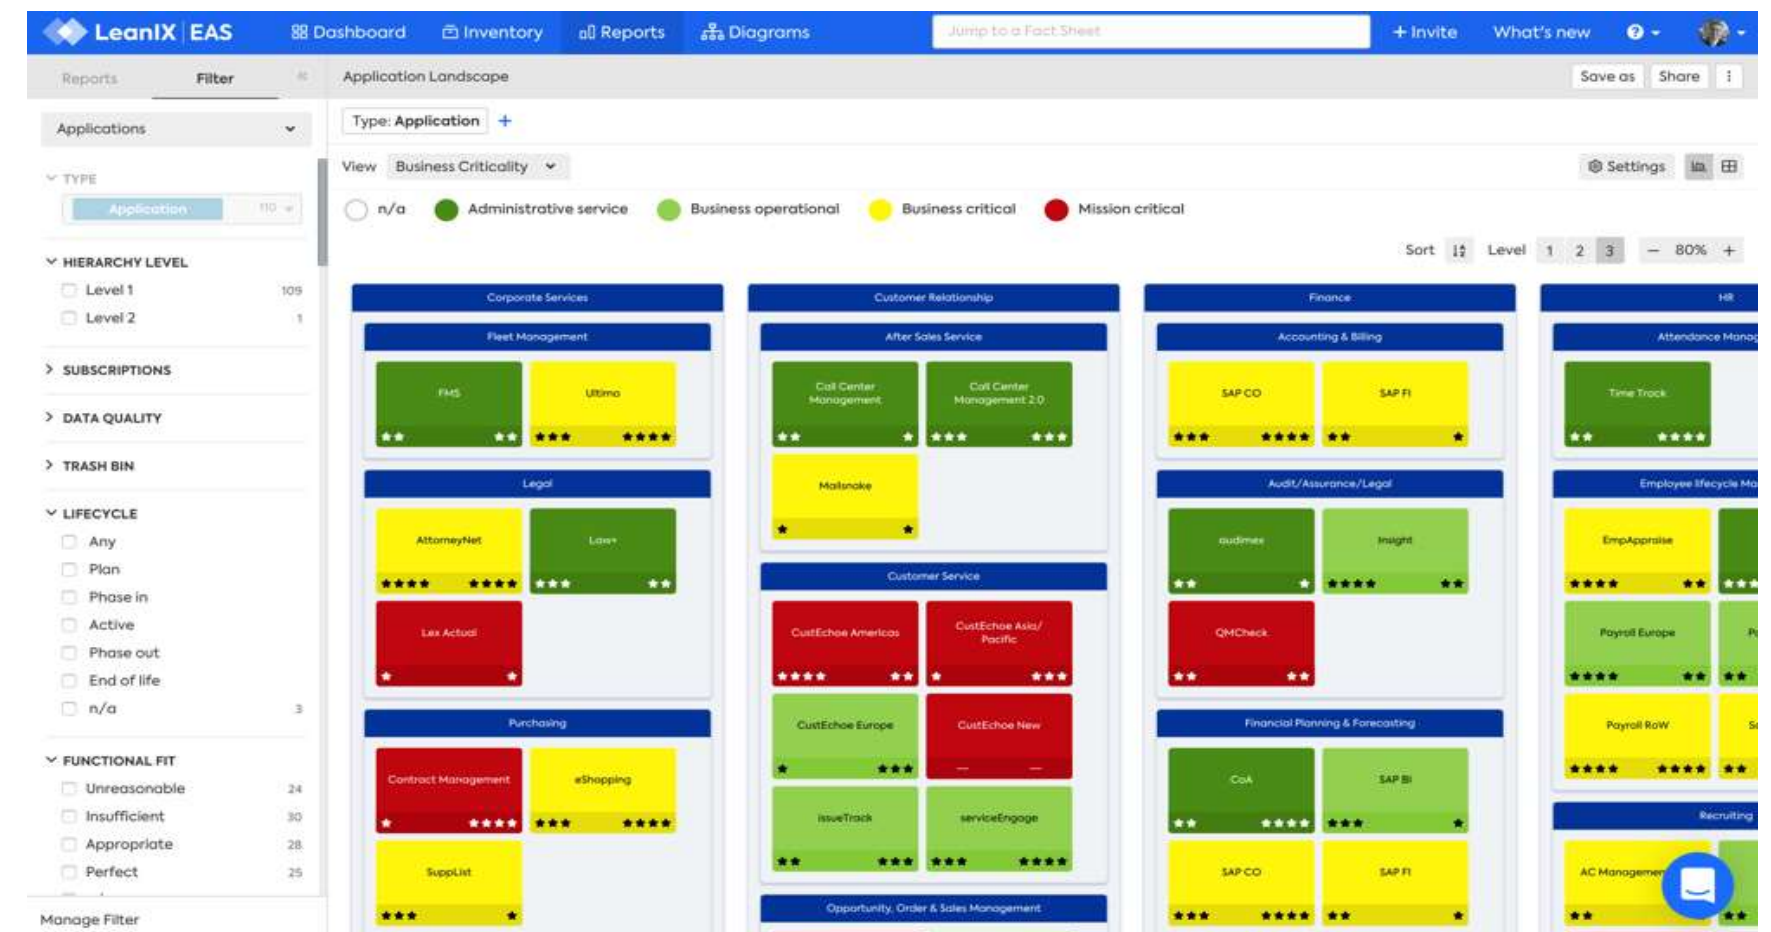 LeanIX EAS
Dashboard
Inventory
Reports
Diagrams
Jump to a Fact Sheet
+ Invite
What's new
?
Reports
Filter
Application Landscape
Save as
Share
Applications
Type: Application +
TYPE
Application 110
View Business Criticality
Settings
n/a
Administrative service
Business operational
Business critical
Mission critical
Sort
Level 1 2 3
− 80% +
HIERARCHY LEVEL
Level 1 109
Level 2 1
SUBSCRIPTIONS
DATA QUALITY
TRASH BIN
LIFECYCLE
Any
Plan
Phase in
Active
Phase out
End of life
n/a 3
FUNCTIONAL FIT
Unreasonable 24
Insufficient 30
Appropriate 28
Perfect 25
Manage Filter
Corporate Services
Fleet Management
FMS
Ultimo
Legal
AttorneyNet
Law+
Lex Actual
Purchasing
Contract Management
eShopping
SuppList
Customer Relationship
After Sales Service
Call Center
Management
Call Center
Management 2.0
Mailsnake
Customer Service
CustEchoe Americas
CustEchoe Asia/
Pacific
CustEchoe Europe
CustEchoe New
issueTrack
serviceEngage
Opportunity, Order & Sales Management
Finance
Accounting & Billing
SAP CO
SAP FI
Audit/Assurance/Legal
audimex
Insight
QMCheck
Financial Planning & Forecasting
CoA
SAP BI
SAP CO
SAP FI
HR
Attendance Manag
Time Track
Employee lifecycle Ma
EmpAppraise
Payroll Europe
Payroll RoW
Recruiting
AC Managemen